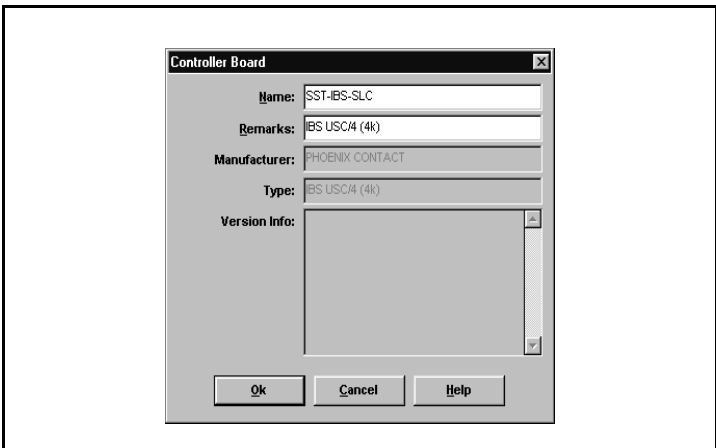 Controller Board
Name: SST-IBS-SLC
Remarks: IBS USC/4 (4k)
Manufacturer: PHOENIX CONTACT
Type: IBS USC/4 (4k)
Version Info:
Ok Cancel Help